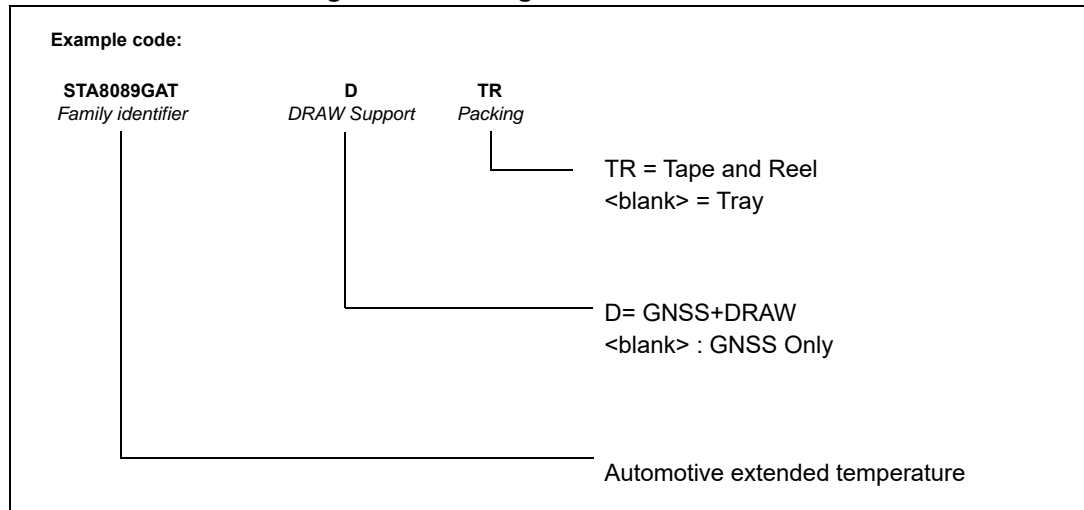 Example code:
STA8089GAT D TR
Family identifier DRAW Support Packing
TR = Tape and Reel
<blank> = Tray
D= GNSS+DRAW
<blank> : GNSS Only
Automotive extended temperature